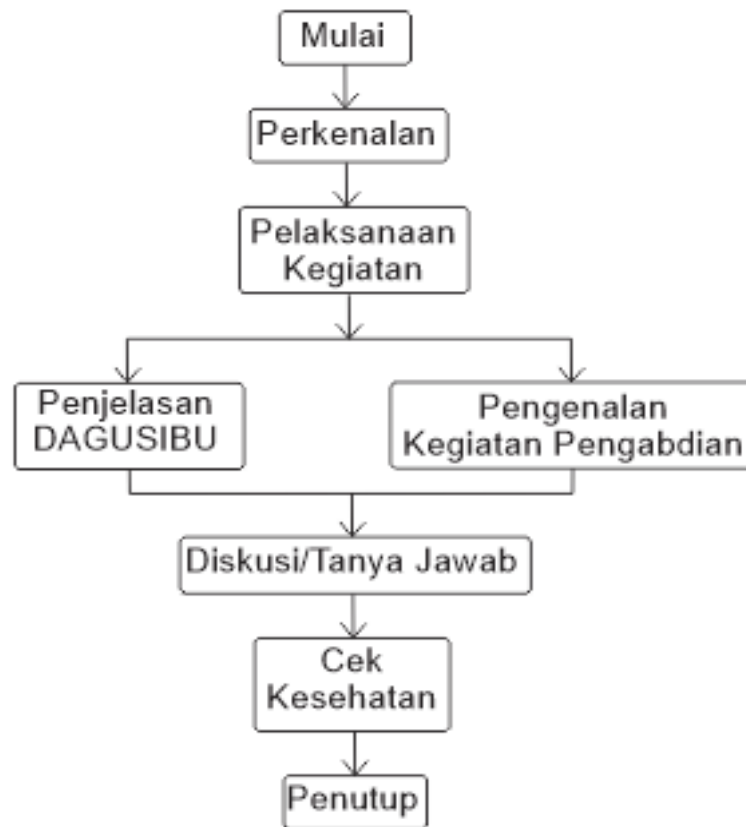 Mulai
Perkenalan
Pelaksanaan
Kegiatan
Penjelasan
DAGUSIBU
Pengenalan
Kegiatan Pengabdian
Diskusi/Tanya Jawab
Cek
Kesehatan
Penutup